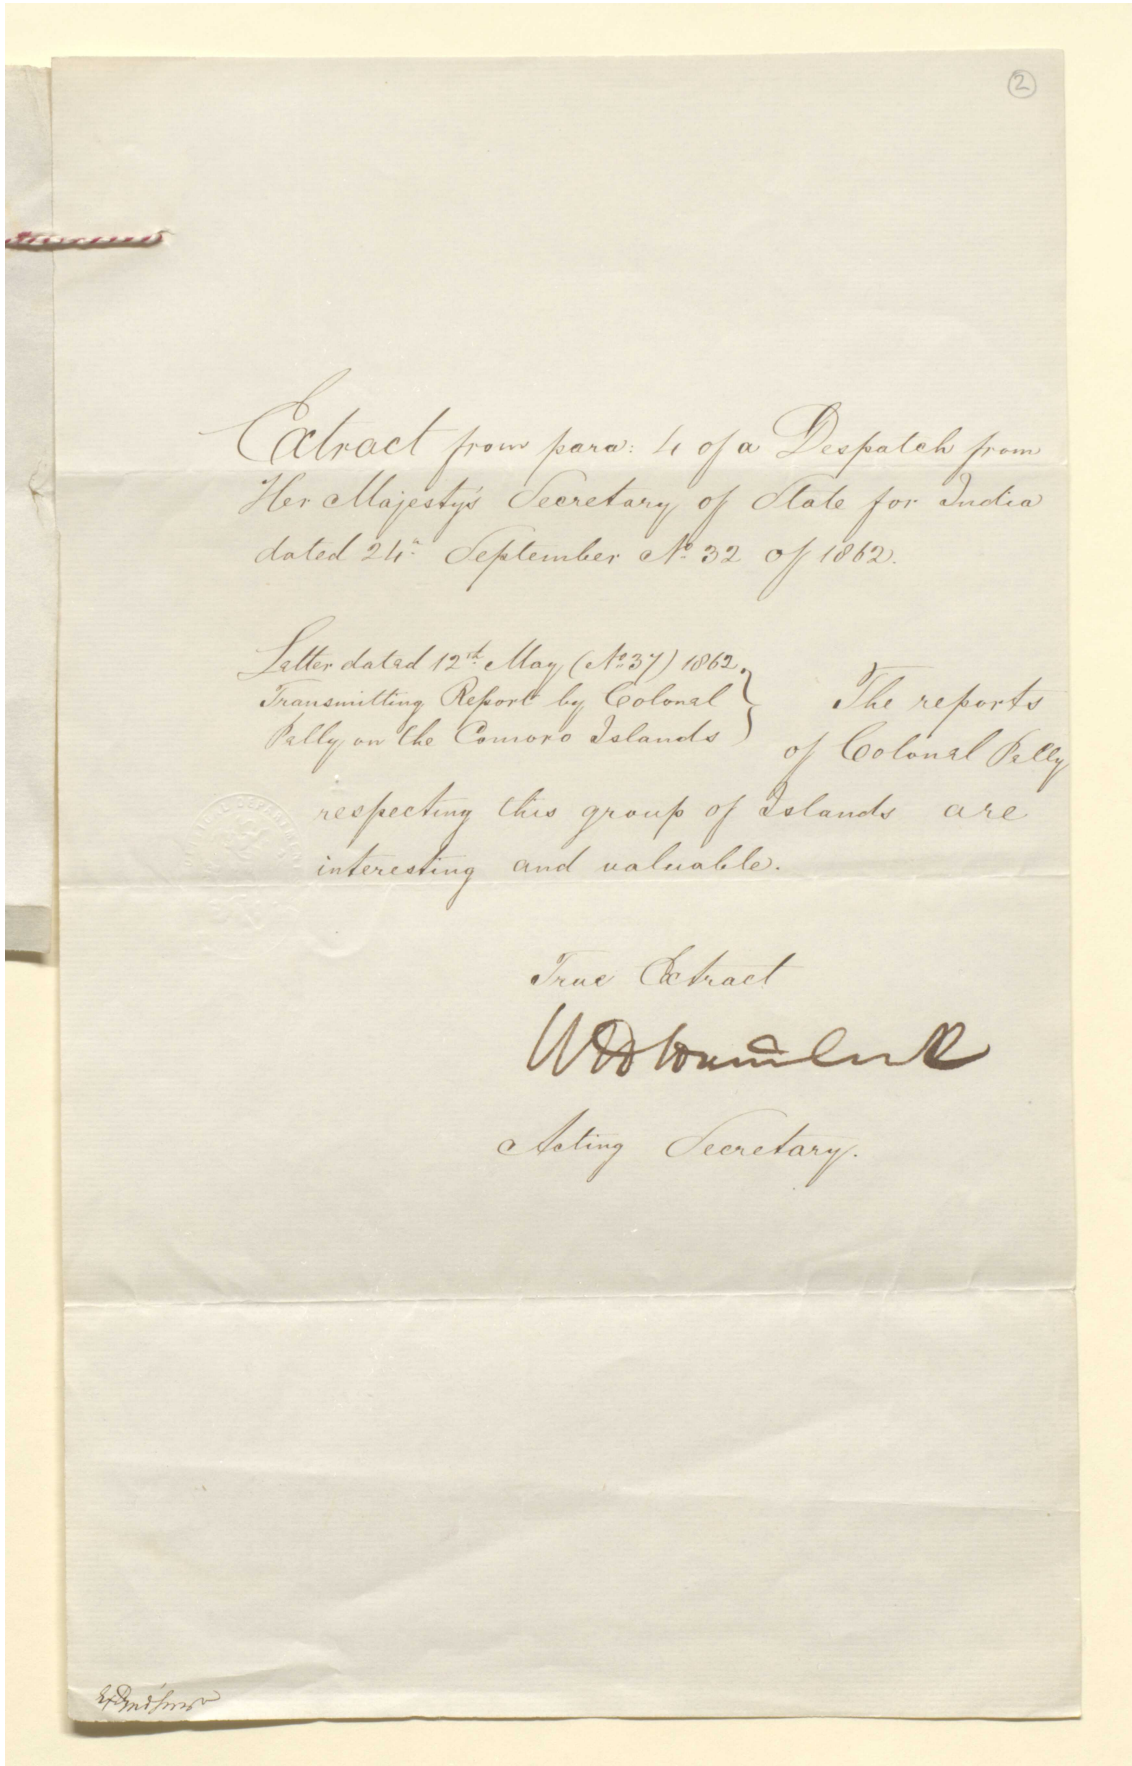 2
Extract from para: 4 of a Despatch from
Her Majesty's Secretary of State for India
dated 24th September No 32 of 1862.
Letter dated 12th May (No 37) 1862.
Transmitting Report by Colonel
Pelly on the Comoro Islands
The reports
of Colonel Pelly
respecting this group of Islands are
interesting and valuable.
True Extract
Acting Secretary.